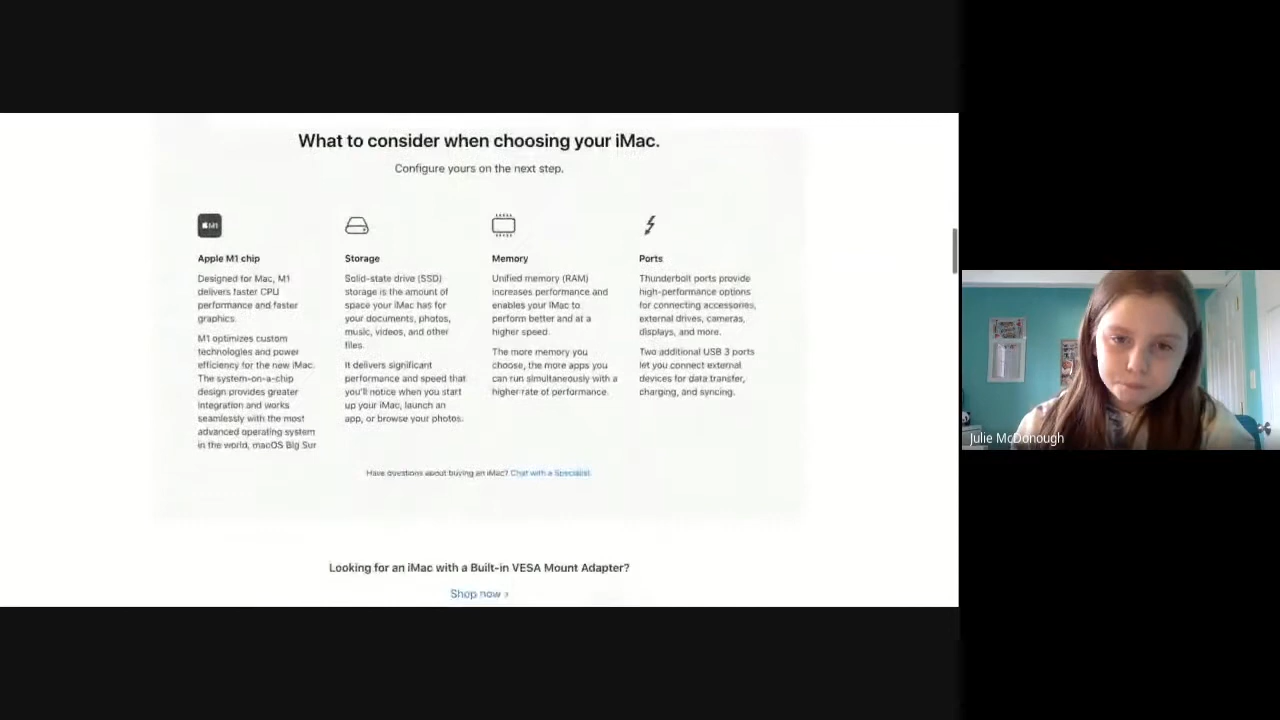 What to consider when choosing your iMac.
Configure yours on the next step.
M1
Apple M1 chip
Designed for Mac, M1
delivers faster CPU
performance and faster
graphics.
M1 optimizes custom
technologies and power
efficiency for the new iMac.
The system-on-a-chip
design provides greater
integration and works
seamlessly with the most
advanced operating system
in the world, macOS Big Sur
Storage
Solid-state drive (SSD)
storage is the amount of
space your iMac has for
your documents, photos,
music, videos, and other
files.
It delivers significant
performance and speed that
you'll notice when you start
up your iMac, launch an
app, or browse your photos.
Memory
Unified memory (RAM)
increases performance and
enables your iMac to
perform better and at a
higher speed.
The more memory you
choose, the more apps you
can run simultaneously with a
higher rate of performance.
Ports
Thunderbolt ports provide
high-performance options
for connecting accessories,
external drives, cameras,
displays, and more.
Two additional USB 3 ports
let you connect external
devices for data transfer,
charging, and syncing.
Have questions about buying an iMac? Chat with a Specialist.
Looking for an iMac with a Built-in VESA Mount Adapter?
Shop now ›
Julie McDonough